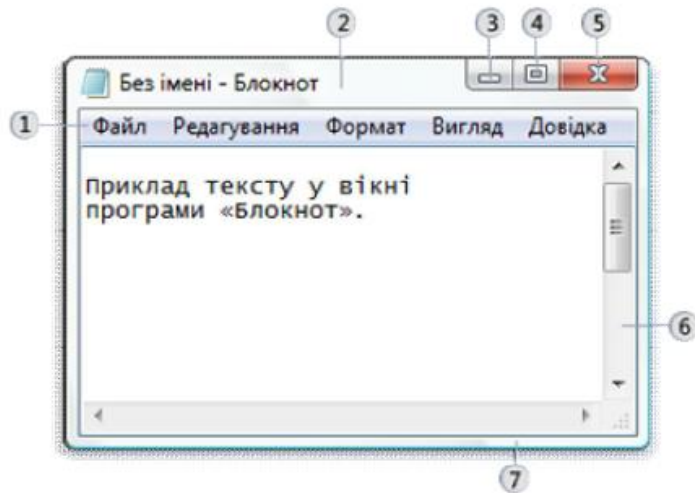 2 3 4 5
Без імені - Блокнот
1
Файл Редагування Формат Вигляд Довідка
Приклад тексту у вікні
програми «Блокнот».
6
7